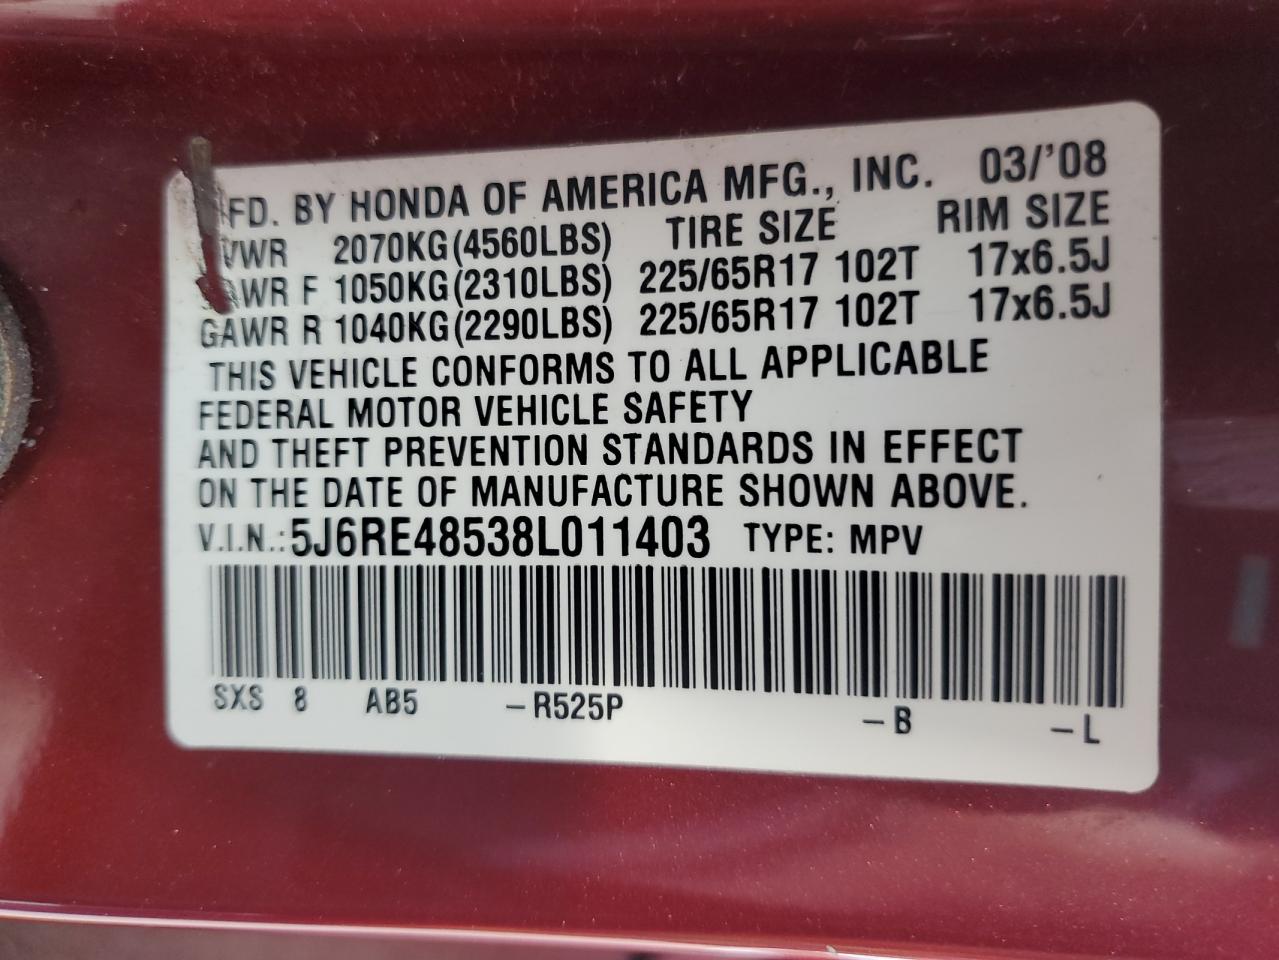 FD. BY HONDA OF AMERICA MFG., INC. 03/'08
VWR 2070KG(4560LBS) TIRE SIZE RIM SIZE
AWR F 1050KG(2310LBS) 225/65R17 102T 17x6.5J
GAWR R 1040KG(2290LBS) 225/65R17 102T 17x6.5J
THIS VEHICLE CONFORMS TO ALL APPLICABLE
FEDERAL MOTOR VEHICLE SAFETY
AND THEFT PREVENTION STANDARDS IN EFFECT
ON THE DATE OF MANUFACTURE SHOWN ABOVE.
V.I.N.: 5J6RE48538L011403 TYPE: MPV
SXS 8 AB5 –R525P –B –L